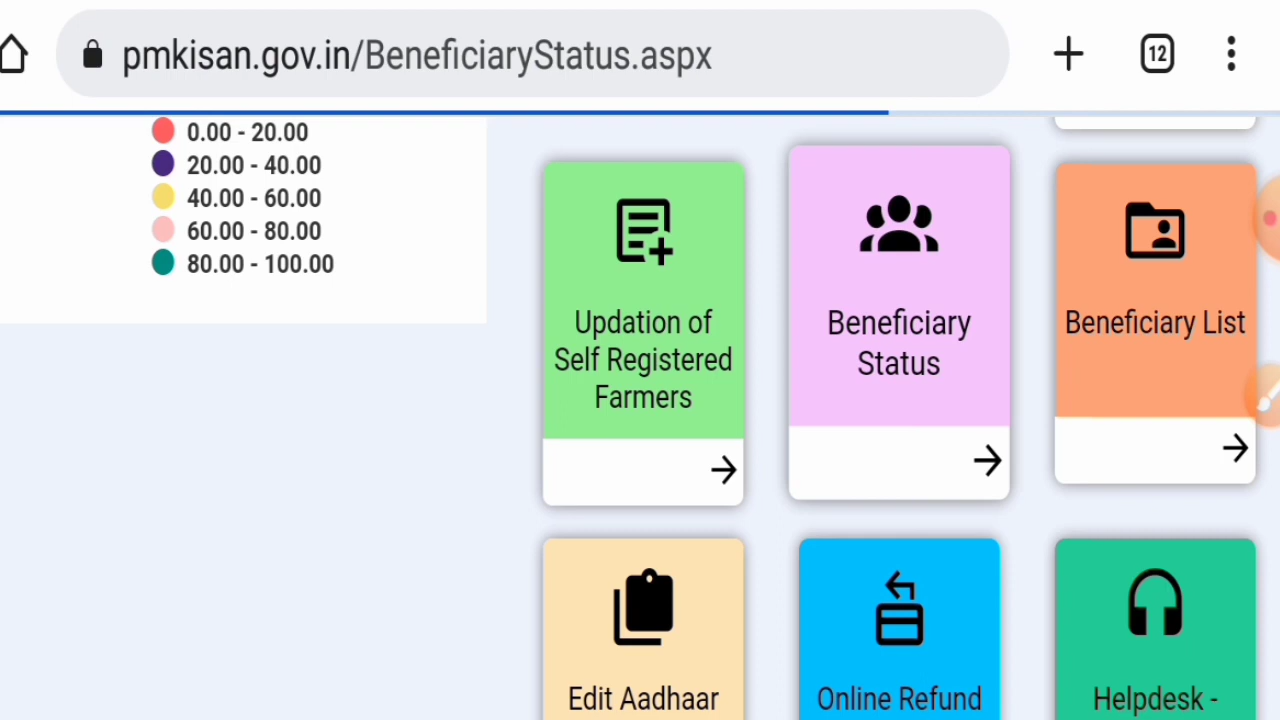 pmkisan.gov.in/BeneficiaryStatus.aspx
12
0.00 - 20.00
20.00 - 40.00
40.00 - 60.00
60.00 - 80.00
80.00 - 100.00
Updation of
Self Registered
Farmers
Beneficiary
Status
Beneficiary List
Edit Aadhaar
Online Refund
Helpdesk -